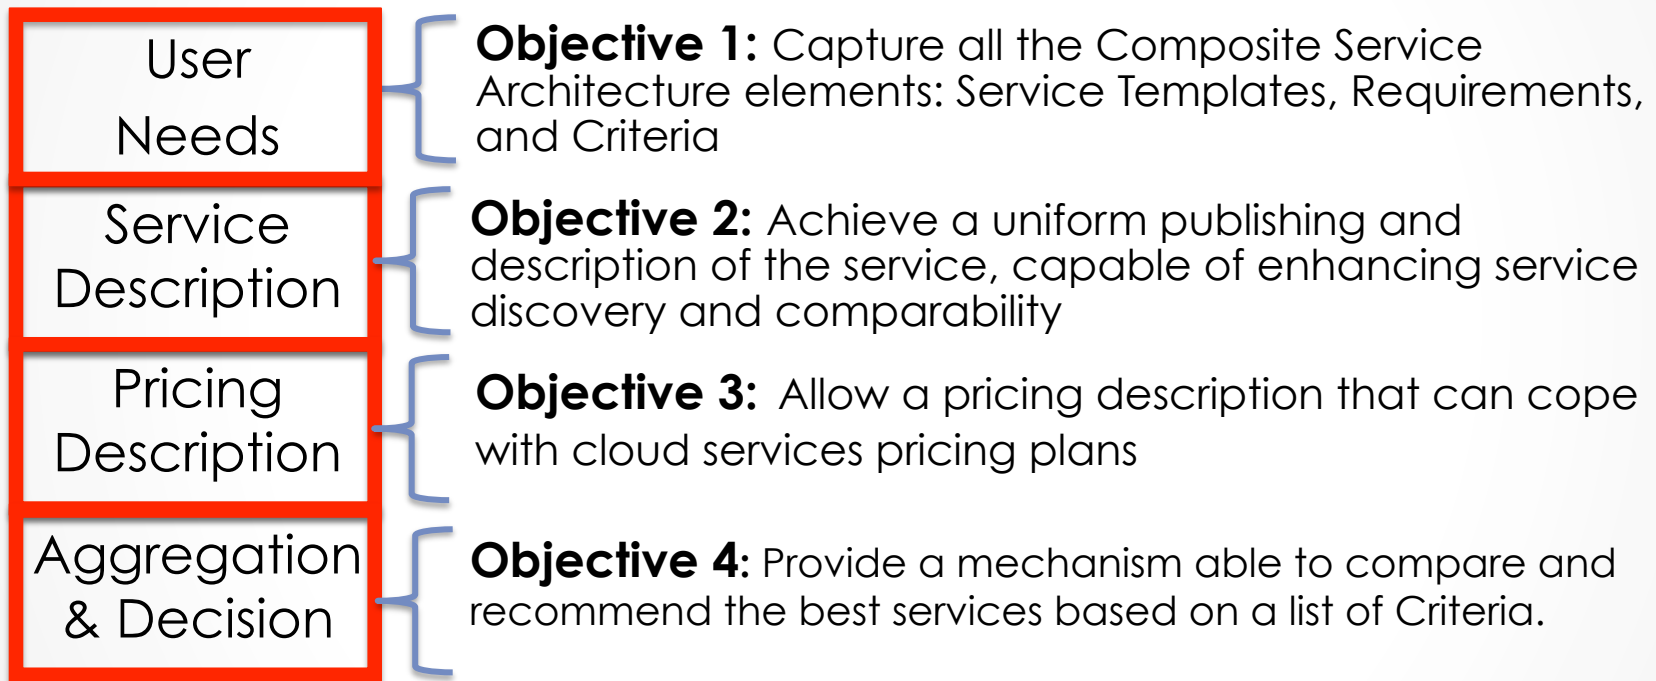 User
Needs
Objective 1: Capture all the Composite Service
Architecture elements: Service Templates, Requirements,
and Criteria
Service
Description
Objective 2: Achieve a uniform publishing and
description of the service, capable of enhancing service
discovery and comparability
Pricing
Description
Objective 3: Allow a pricing description that can cope
with cloud services pricing plans
Aggregation
& Decision
Objective 4: Provide a mechanism able to compare and
recommend the best services based on a list of Criteria.